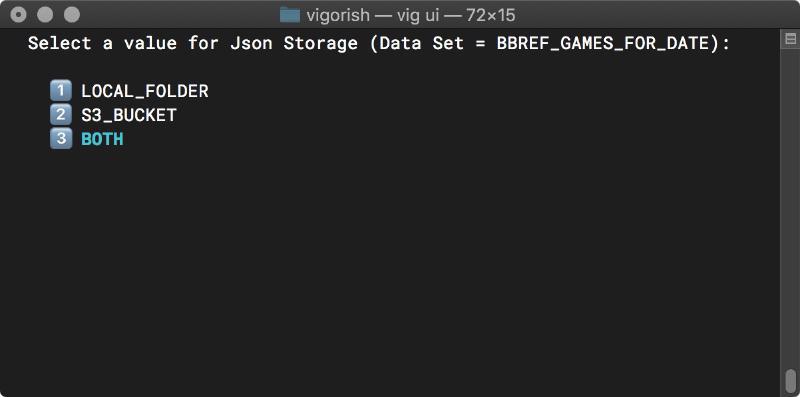 vigorish — vig ui — 72×15
Select a value for Json Storage (Data Set = BBREF_GAMES_FOR_DATE):
1 LOCAL_FOLDER
2 S3_BUCKET
3 BOTH